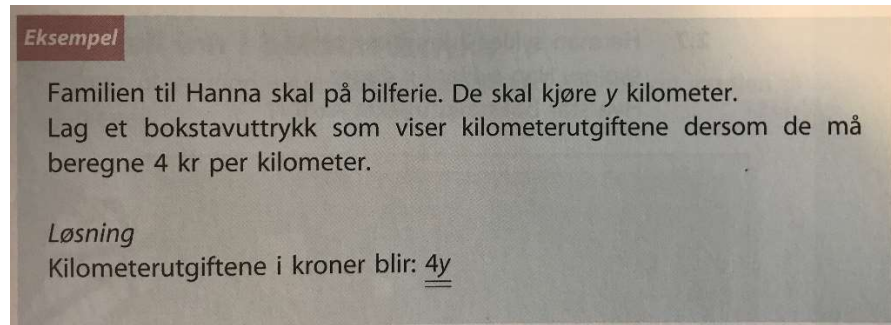 Eksempel
Familien til Hanna skal på bilferie. De skal kjøre y kilometer.
Lag et bokstavuttrykk som viser kilometerutgiftene dersom de må
beregne 4 kr per kilometer.
Løsning
Kilometerutgiftene i kroner blir: 4y